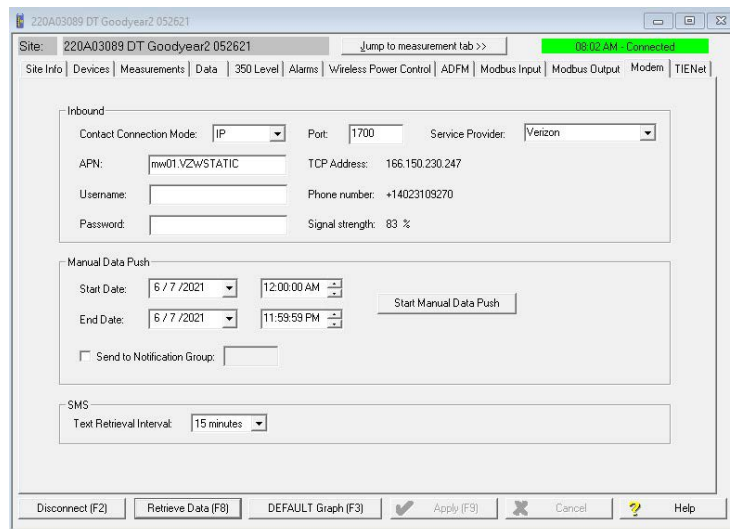 220A03089 DT Goodyear2 052621
Site: 220A03089 DT Goodyear2 052621 Jump to measurement tab >> 08:02 AM - Connected
Site Info Devices Measurements Data 350 Level Alarms Wireless Power Control ADFM Modbus Input Modbus Output Modem TIENet
Inbound
Contact Connection Mode: IP Port: 1700 Service Provider: Verizon
APN: mw01.VZWSTATIC TCP Address: 166.150.230.247
Username: Phone number: +14023109270
Password: Signal strength: 83 %
Manual Data Push
Start Date: 6 / 7 /2021 12:00:00 AM
Start Manual Data Push
End Date: 6 / 7 /2021 11:59:59 PM
Send to Notification Group:
SMS
Text Retrieval Interval: 15 minutes
Disconnect (F2) Retrieve Data (F8) DEFAULT Graph (F3) Apply (F9) Cancel Help